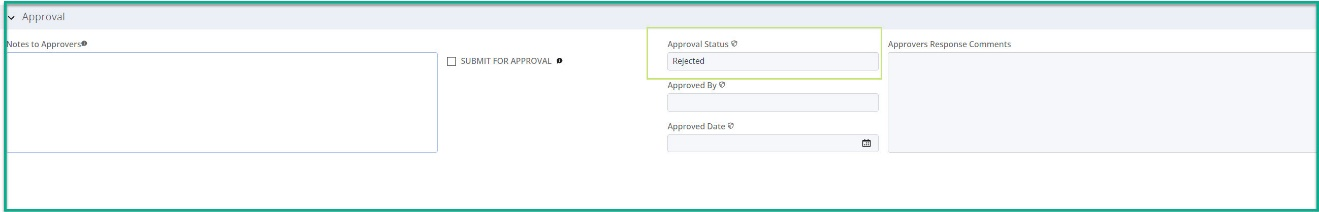 Approval
Notes to Approvers
SUBMIT FOR APPROVAL
Approval Status
Rejected
Approved By
Approved Date
Approvers Response Comments